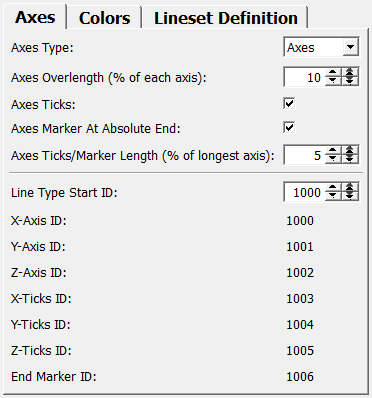 Axes Colors Lineset Definition
Axes Type: Axes
Axes Overlength (% of each axis): 10
Axes Ticks:
Axes Marker At Absolute End:
Axes Ticks/Marker Length (% of longest axis): 5
Line Type Start ID: 1000
X-Axis ID: 1000
Y-Axis ID: 1001
Z-Axis ID: 1002
X-Ticks ID: 1003
Y-Ticks ID: 1004
Z-Ticks ID: 1005
End Marker ID: 1006